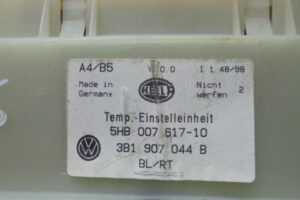 A4/B5 V:0.0 I 1 48/98
Made in Germany HELLA Nicht werfen 2
Temp.-Einstelleinheit
5HB 007 617-10
3B1 907 044 B
BL/RT